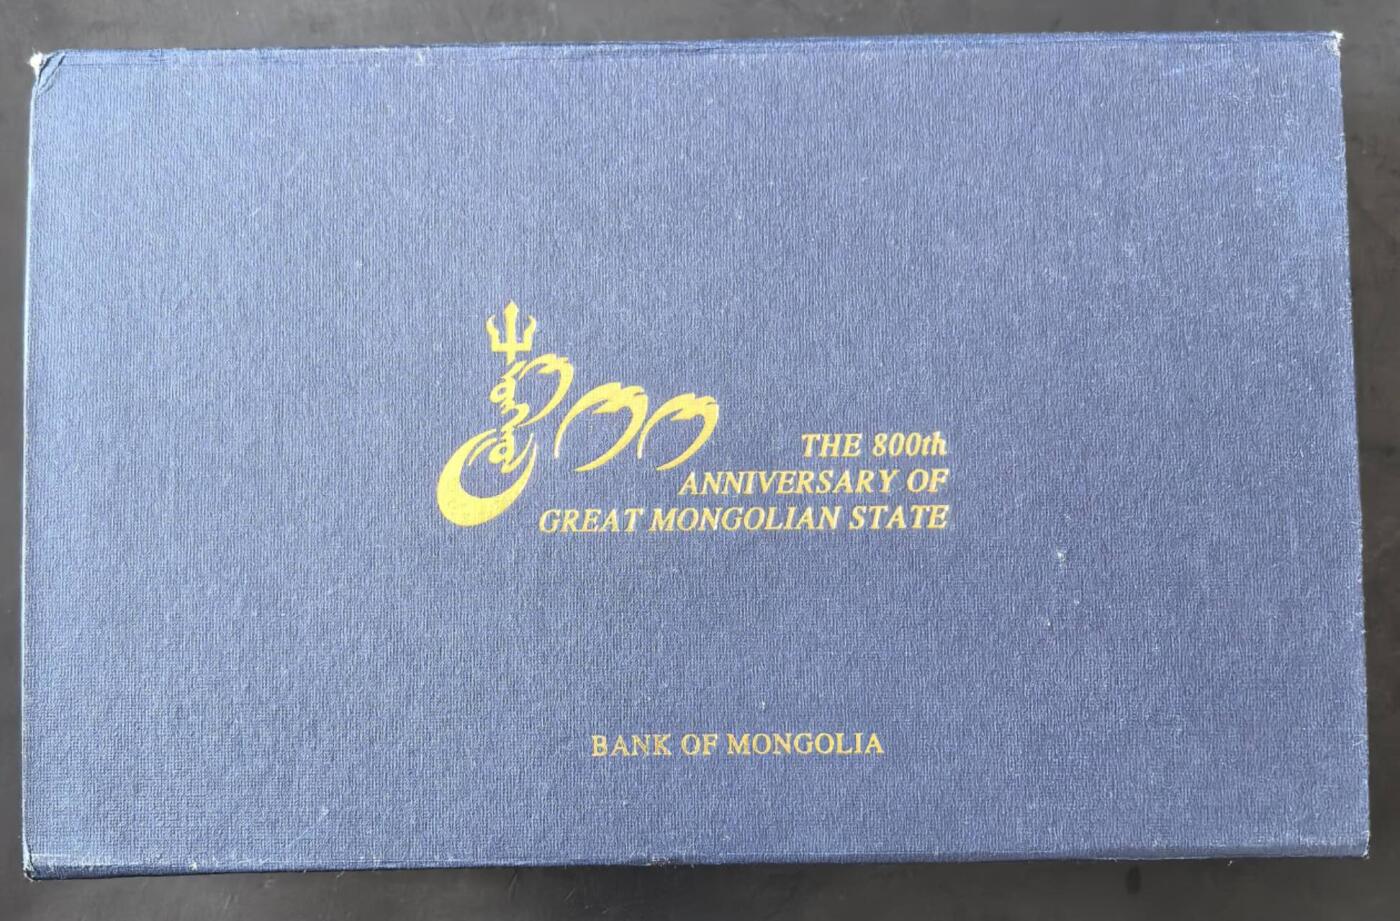 THE 800th
ANNIVERSARY OF
GREAT MONGOLIAN STATE
BANK OF MONGOLIA